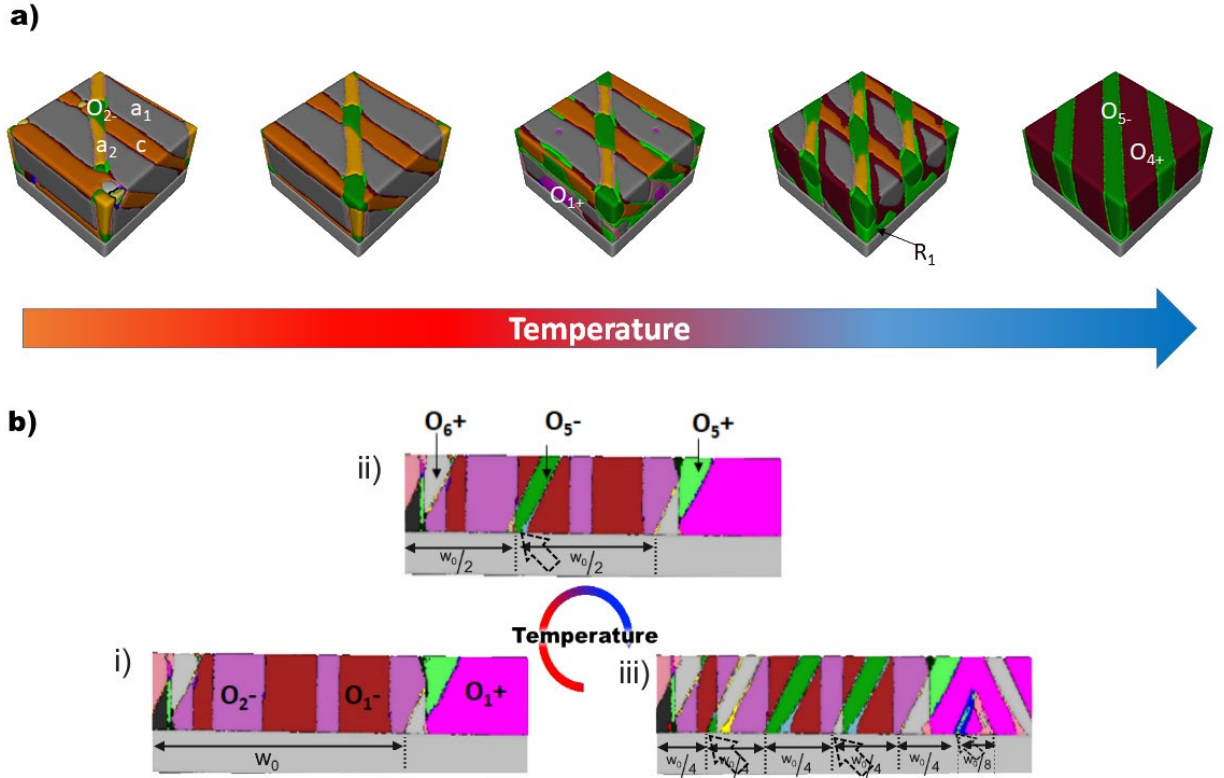 a)
O2- a1
a2 c
O1+
R1
O5-
O4+
Temperature
b)
O6+ O5- O5+
ii)
w0/2 w0/2
Temperature
i)
O2- O1- O1+
w0
iii)
w0/4 w0/4 w0/4 w0/4 w0/4 w0/8